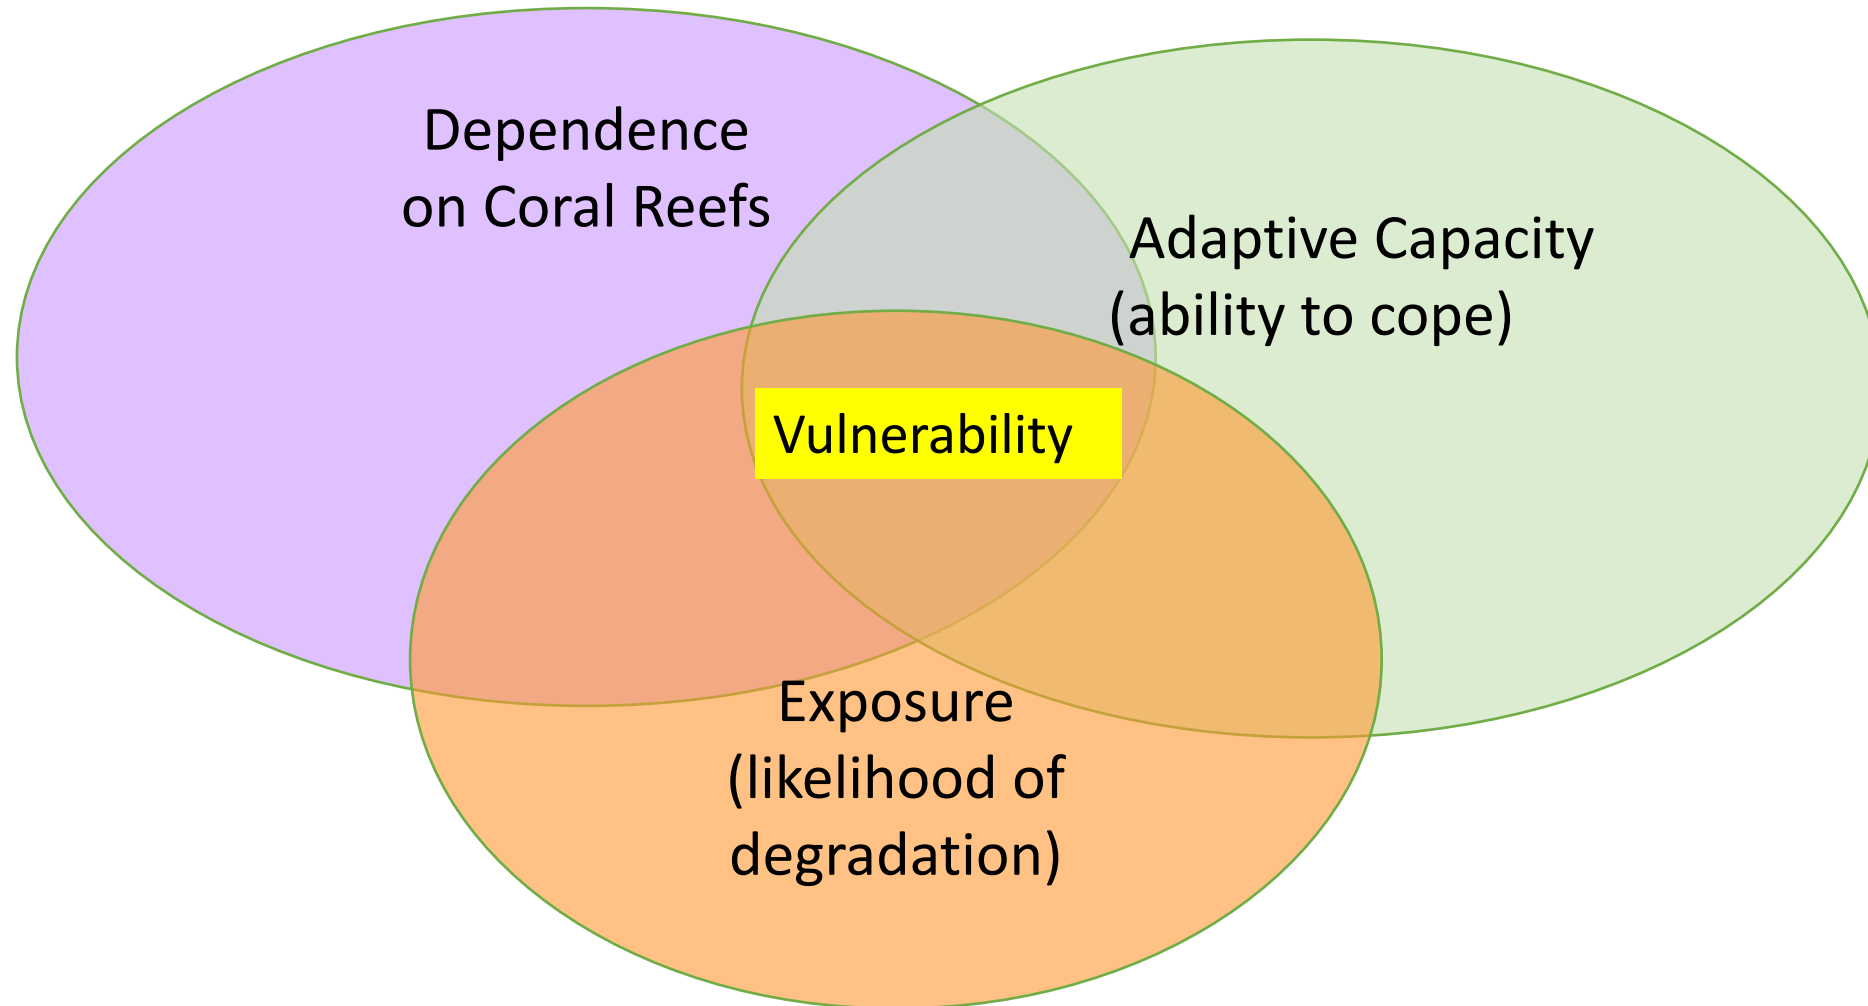 Dependence
on Coral Reefs
Adaptive Capacity
(ability to cope)
Vulnerability
Exposure
(likelihood of
degradation)